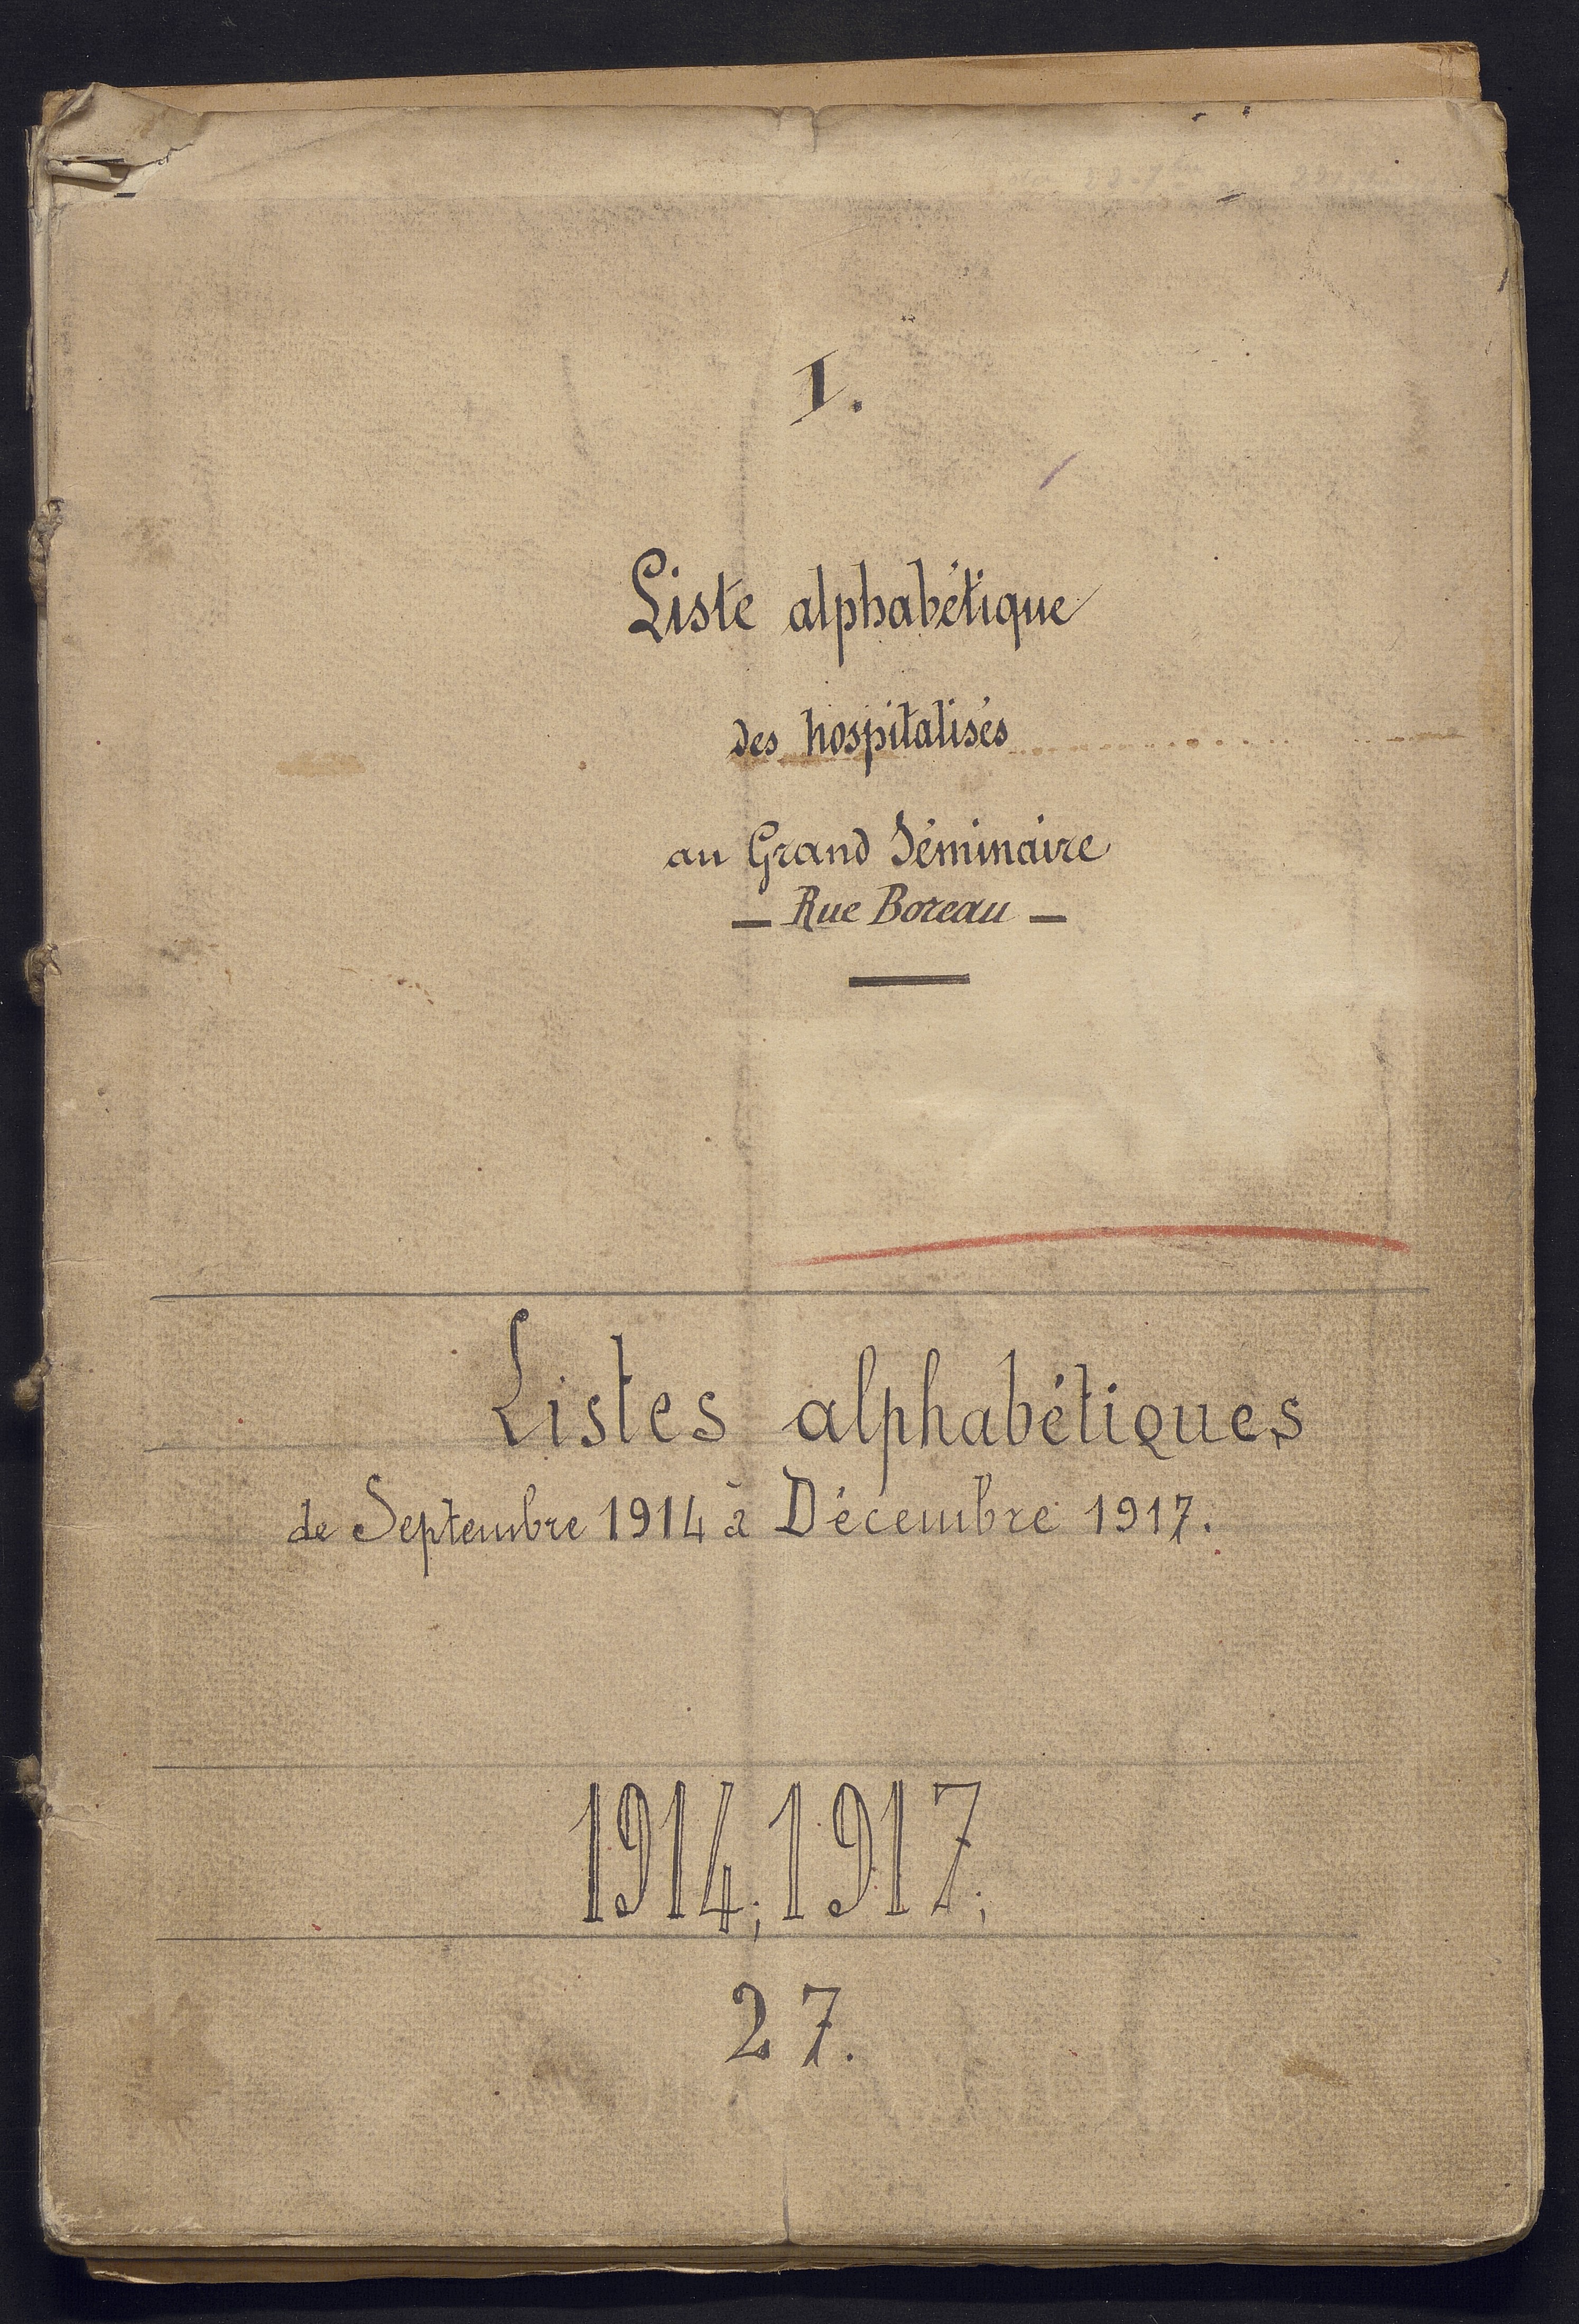 I.
Liste alphabétique
des hospitalisés
au Grand Séminaire
— Rue Boreau —
Listes alphabétiques
de Septembre 1914 à Décembre 1917.
1914; 1917;
27.